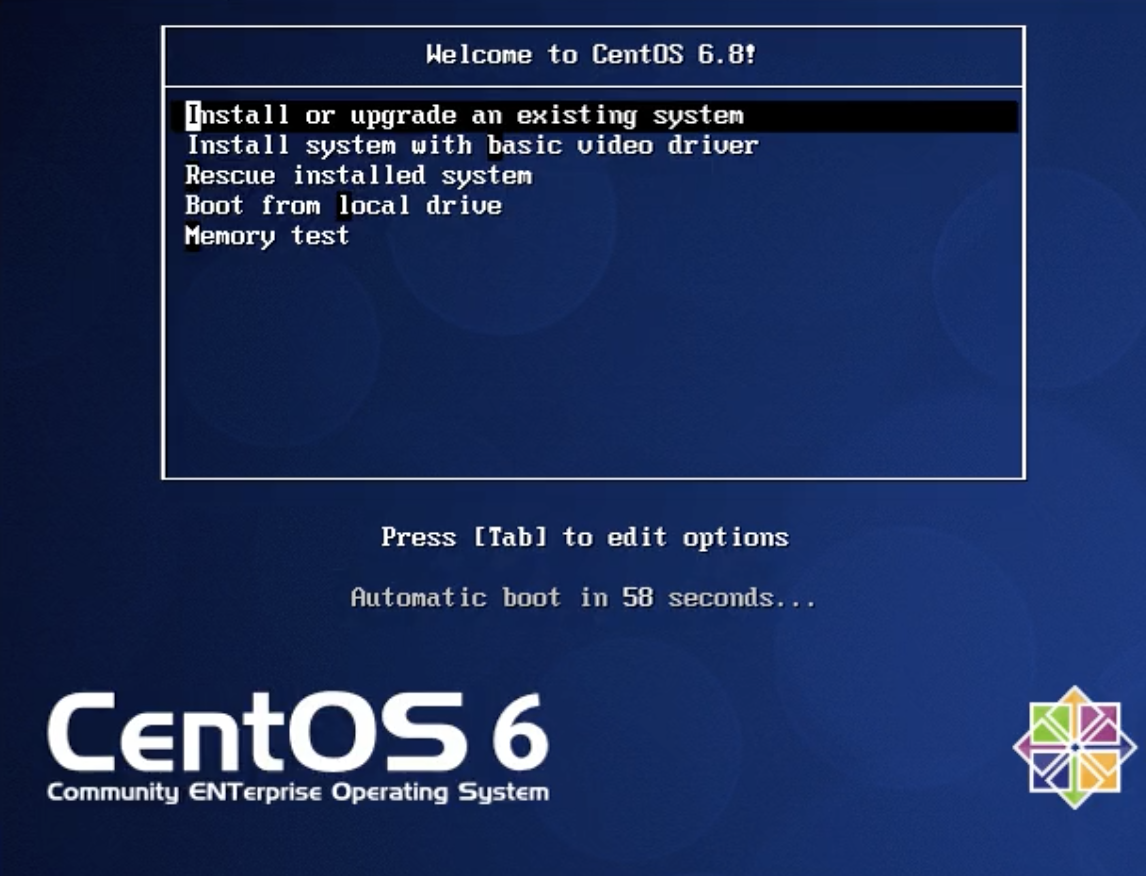 Welcome to CentOS 6.8!
Install or upgrade an existing system
Install system with basic video driver
Rescue installed system
Boot from local drive
Memory test
Press [Tab] to edit options
Automatic boot in 58 seconds...
CentOS 6
Community ENTerprise Operating System